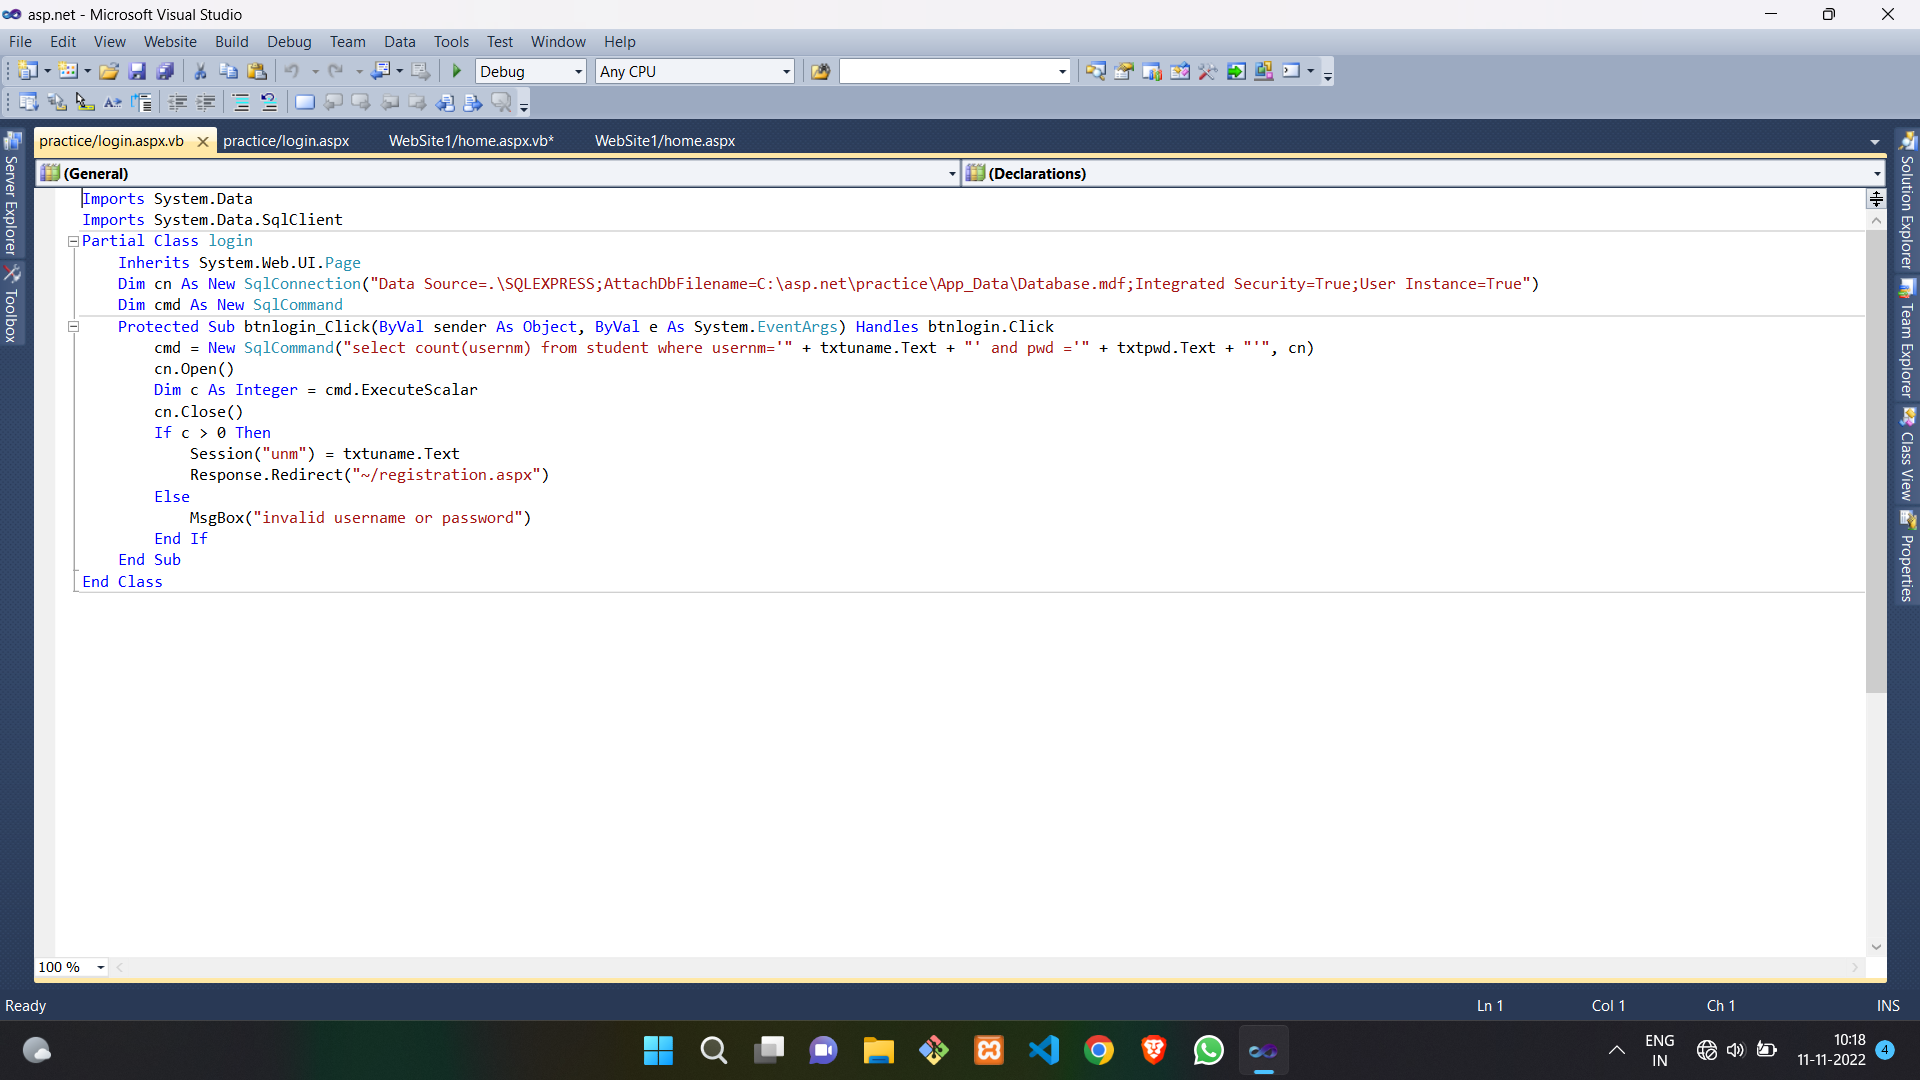 asp.net - Microsoft Visual Studio
File Edit View Website Build Debug Team Data Tools Test Window Help
Debug Any CPU
practice/login.aspx.vb practice/login.aspx WebSite1/home.aspx.vb* WebSite1/home.aspx
(General) (Declarations)
Server Explorer
Toolbox
Imports System.Data
Imports System.Data.SqlClient
Partial Class login
Inherits System.Web.UI.Page
Dim cn As New SqlConnection("Data Source=.\SQLEXPRESS;AttachDbFilename=C:\asp.net\practice\App_Data\Database.mdf;Integrated Security=True;User Instance=True")
Dim cmd As New SqlCommand
Protected Sub btnlogin_Click(ByVal sender As Object, ByVal e As System.EventArgs) Handles btnlogin.Click
cmd = New SqlCommand("select count(usernm) from student where usernm='" + txtuname.Text + "' and pwd ='" + txtpwd.Text + "'", cn)
cn.Open()
Dim c As Integer = cmd.ExecuteScalar
cn.Close()
If c > 0 Then
Session("unm") = txtuname.Text
Response.Redirect("~/registration.aspx")
Else
MsgBox("invalid username or password")
End If
End Sub
End Class
Solution Explorer
Team Explorer
Class View
Properties
100 %
Ready Ln 1 Col 1 Ch 1 INS
ENG
IN
10:18
11-11-2022
4